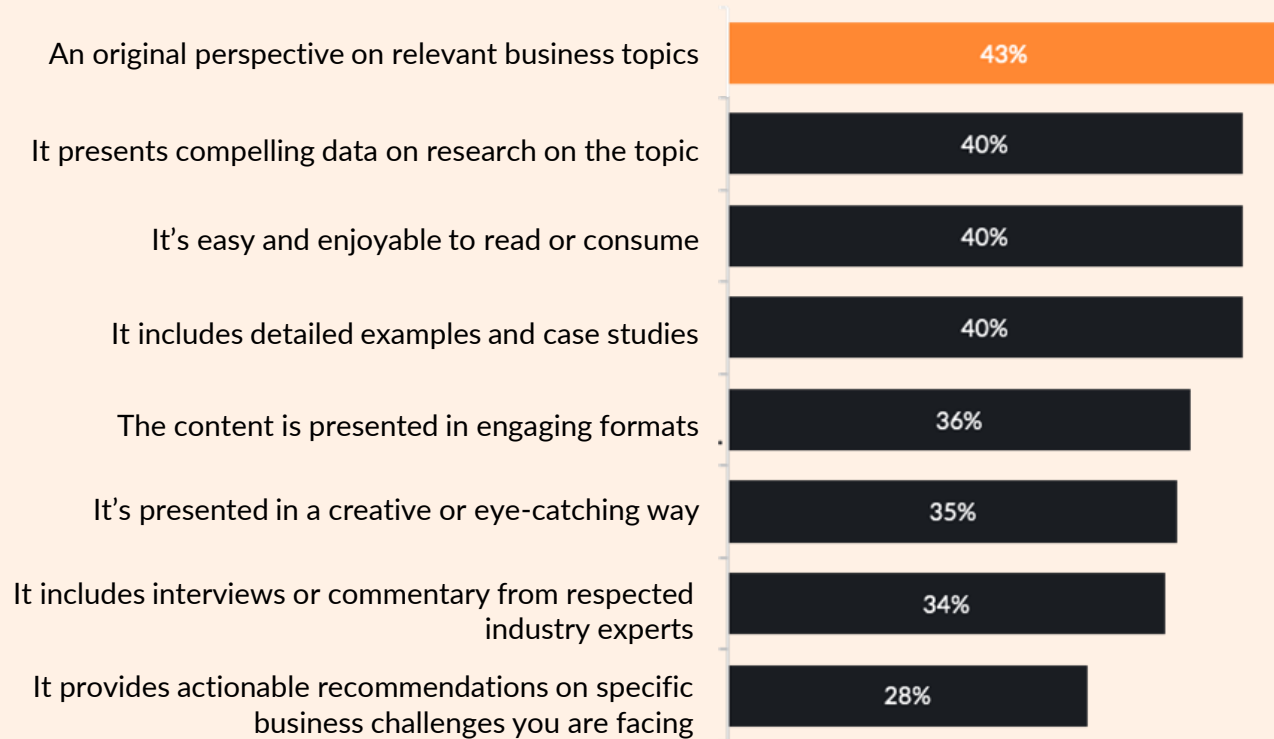 An original perspective on relevant business topics
43%
It presents compelling data on research on the topic
40%
It’s easy and enjoyable to read or consume
40%
It includes detailed examples and case studies
40%
The content is presented in engaging formats
36%
It’s presented in a creative or eye-catching way
35%
It includes interviews or commentary from respected
industry experts
34%
It provides actionable recommendations on specific
business challenges you are facing
28%